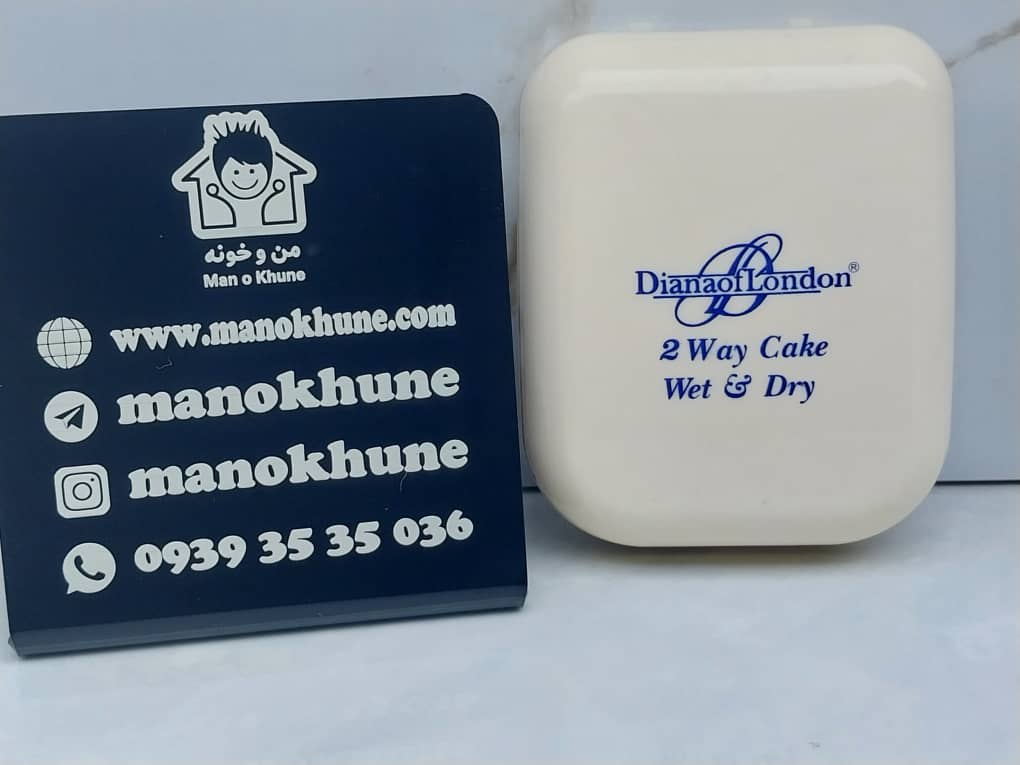 من و خونه
Man o Khune
www.manokhune.com
manokhune
manokhune
0939 35 35 036
DianaofLondon®
2 Way Cake
Wet & Dry